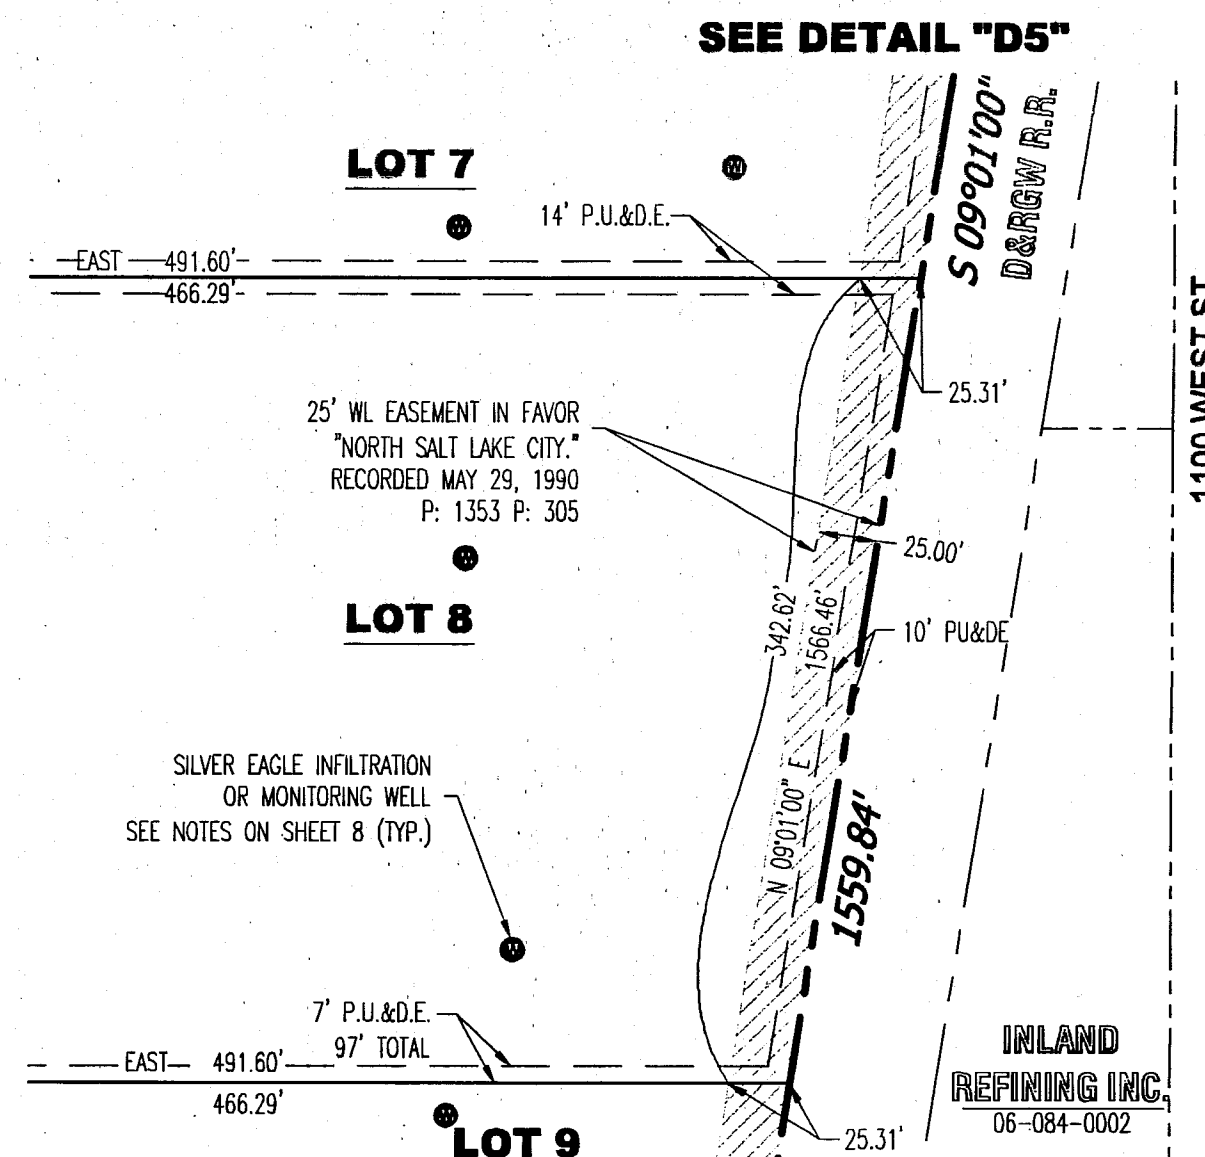 SEE DETAIL "D5"
S 09°01'00"
D&RGW R.R.
LOT 7
14' P.U.&D.E.
EAST 491.60'
466.29'
1100 WEST ST
25.31'
25' WL EASEMENT IN FAVOR
"NORTH SALT LAKE CITY."
RECORDED MAY 29, 1990
P: 1353 P: 305
25.00'
LOT 8
342.62'
1566.46'
10' PU&DE
N 09°01'00" E
1559.84'
SILVER EAGLE INFILTRATION
OR MONITORING WELL
SEE NOTES ON SHEET 8 (TYP.)
7' P.U.&D.E.
97' TOTAL
EAST 491.60'
466.29'
INLAND
REFINING INC.
06-084-0002
25.31'
LOT 9
W
W
W
W
W